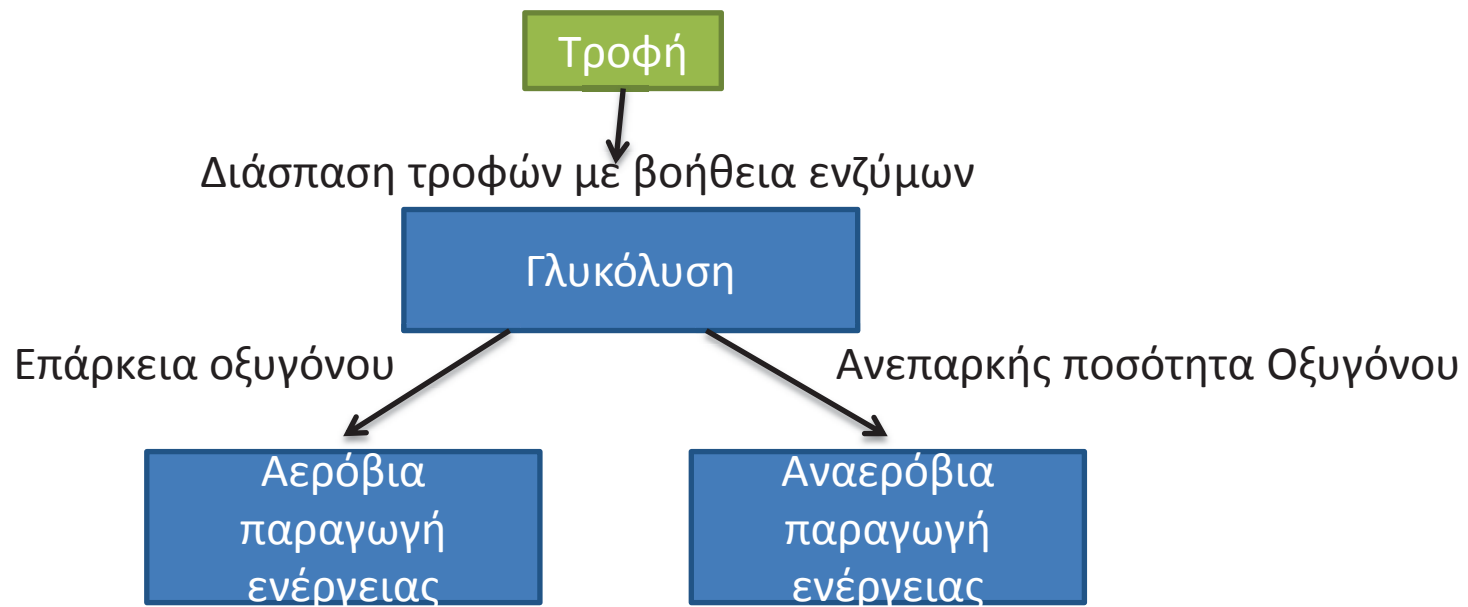 Τροφή
Διάσπαση τροφών με βοήθεια ενζύμων
Γλυκόλυση
Επάρκεια οξυγόνου
Ανεπαρκής ποσότητα Οξυγόνου
Αερόβια
παραγωγή
ενέργειας
Αναερόβια
παραγωγή
ενέργειας